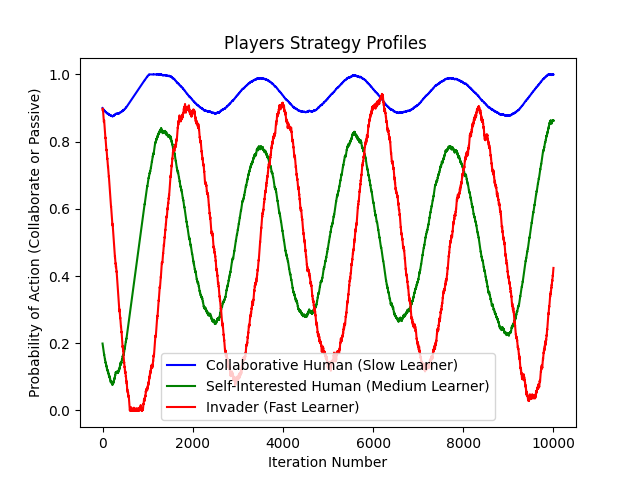 Players Strategy Profiles
Probability of Action (Collaborate or Passive)
1.0
0.8
0.6
0.4
0.2
0.0
Collaborative Human (Slow Learner)
Self-Interested Human (Medium Learner)
Invader (Fast Learner)
0
2000
4000
6000
8000
10000
Iteration Number